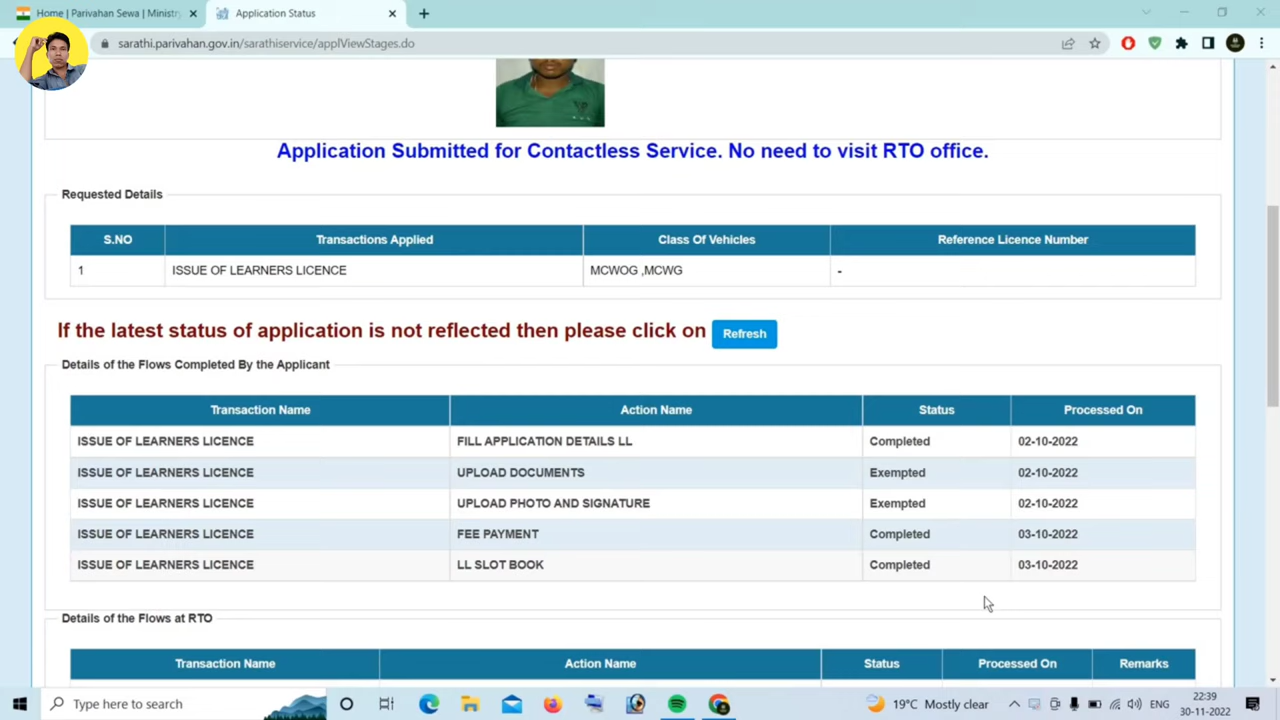 Home | Parivahan Sewa | Ministry
Application Status
sarathi.parivahan.gov.in/sarathiservice/applViewStages.do
Application Submitted for Contactless Service. No need to visit RTO office.
Requested Details
S.NO Transactions Applied Class Of Vehicles Reference Licence Number
1 ISSUE OF LEARNERS LICENCE MCWOG ,MCWG -
If the latest status of application is not reflected then please click on Refresh
Details of the Flows Completed By the Applicant
Transaction Name Action Name Status Processed On
ISSUE OF LEARNERS LICENCE FILL APPLICATION DETAILS LL Completed 02-10-2022
ISSUE OF LEARNERS LICENCE UPLOAD DOCUMENTS Exempted 02-10-2022
ISSUE OF LEARNERS LICENCE UPLOAD PHOTO AND SIGNATURE Exempted 02-10-2022
ISSUE OF LEARNERS LICENCE FEE PAYMENT Completed 03-10-2022
ISSUE OF LEARNERS LICENCE LL SLOT BOOK Completed 03-10-2022
Details of the Flows at RTO
Transaction Name Action Name Status Processed On Remarks
Type here to search
19°C Mostly clear
ENG
22:39
30-11-2022